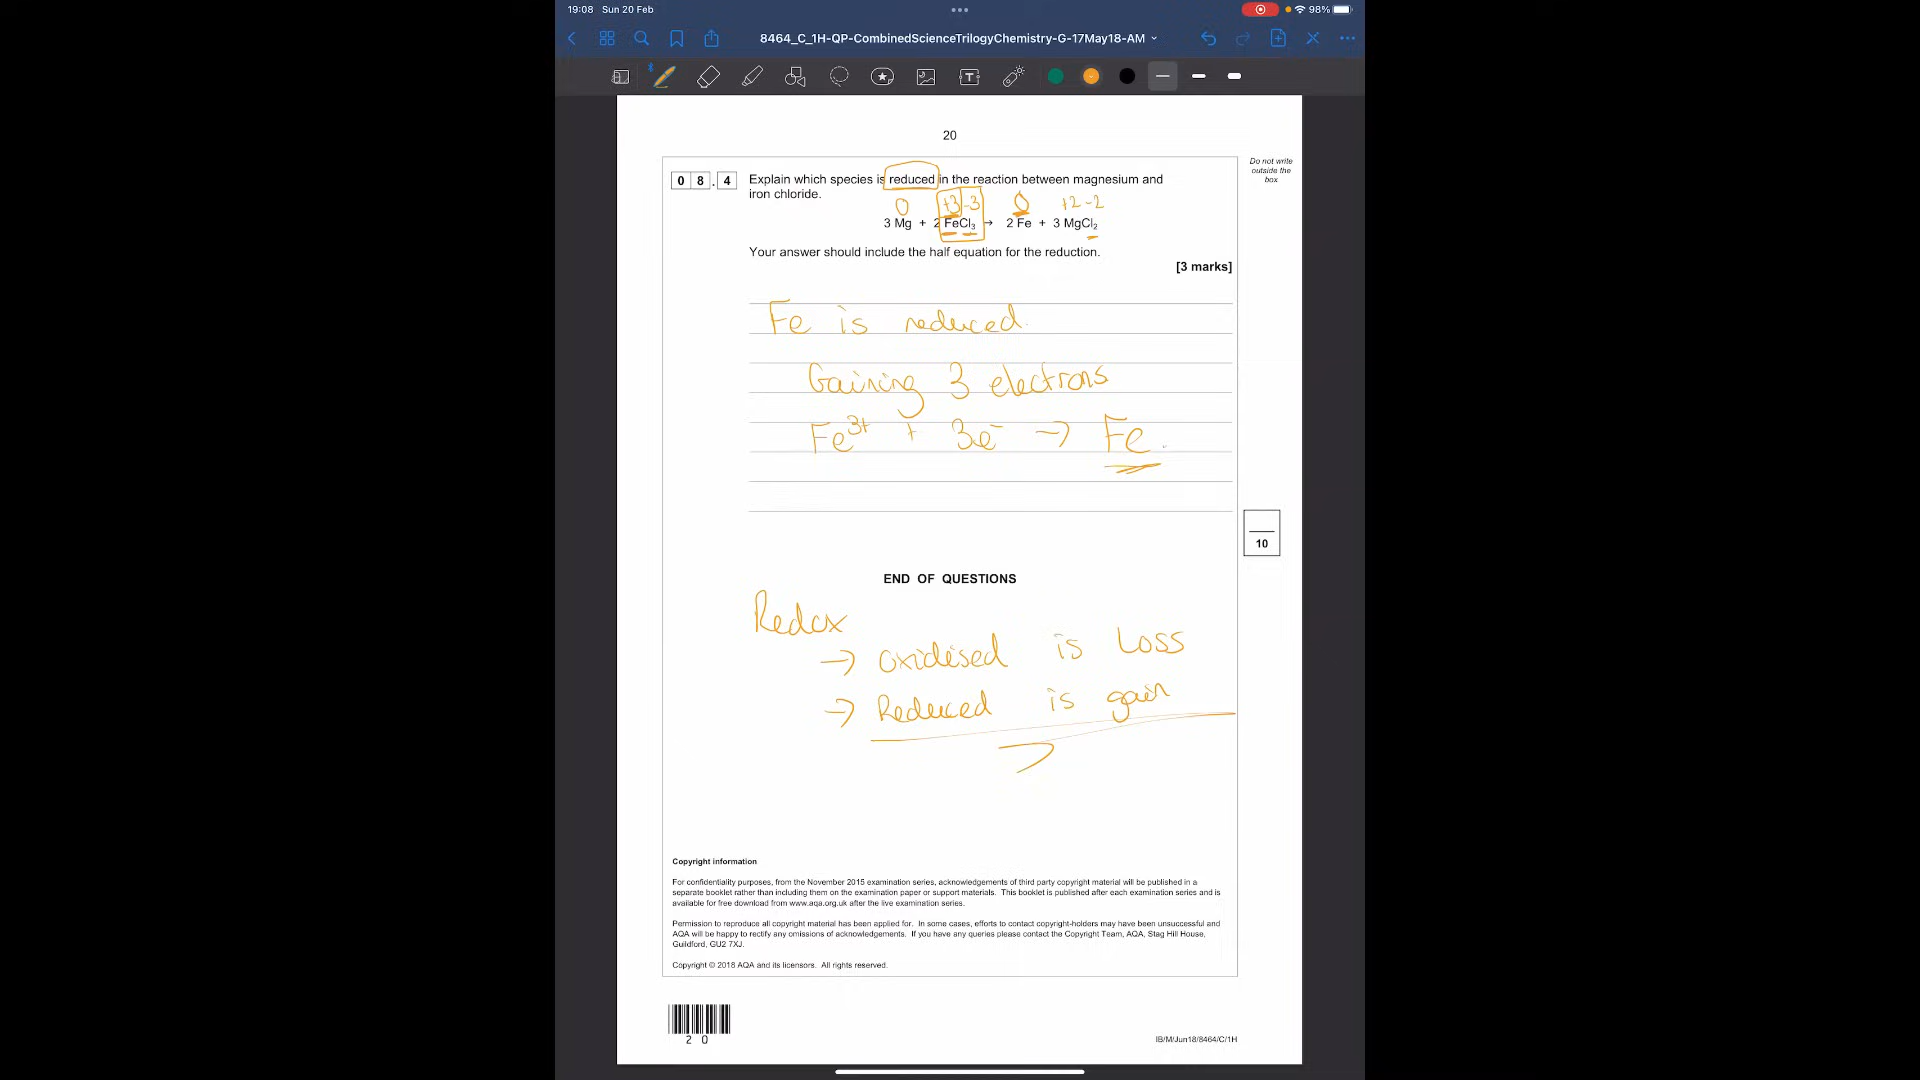 19:08 Sun 20 Feb
98%
8464_C_1H-QP-CombinedScienceTrilogyChemistry-G-17May18-AM
20
Do not write
outside the
box
0 8 . 4 Explain which species is reduced in the reaction between magnesium and
iron chloride.
0 +3 -3 0 +2 -2
3 Mg + 2 FeCl₃ → 2 Fe + 3 MgCl₂
Your answer should include the half equation for the reduction.
[3 marks]
Fe is reduced.
Gaining 3 electrons
Fe³⁺ + 3e⁻ → Fe.
10
END OF QUESTIONS
Redox
→ oxidised is Loss
→ Reduced is gain
Copyright information
For confidentiality purposes, from the November 2015 examination series, acknowledgements of third party copyright material will be published in a
separate booklet rather than including them on the examination paper or support materials. This booklet is published after each examination series and is
available for free download from www.aqa.org.uk after the live examination series.
Permission to reproduce all copyright material has been applied for. In some cases, efforts to contact copyright-holders may have been unsuccessful and
AQA will be happy to rectify any omissions of acknowledgements. If you have any queries please contact the Copyright Team, AQA, Stag Hill House,
Guildford, GU2 7XJ.
Copyright © 2018 AQA and its licensors. All rights reserved.
2 0
IB/M/Jun18/8464/C/1H